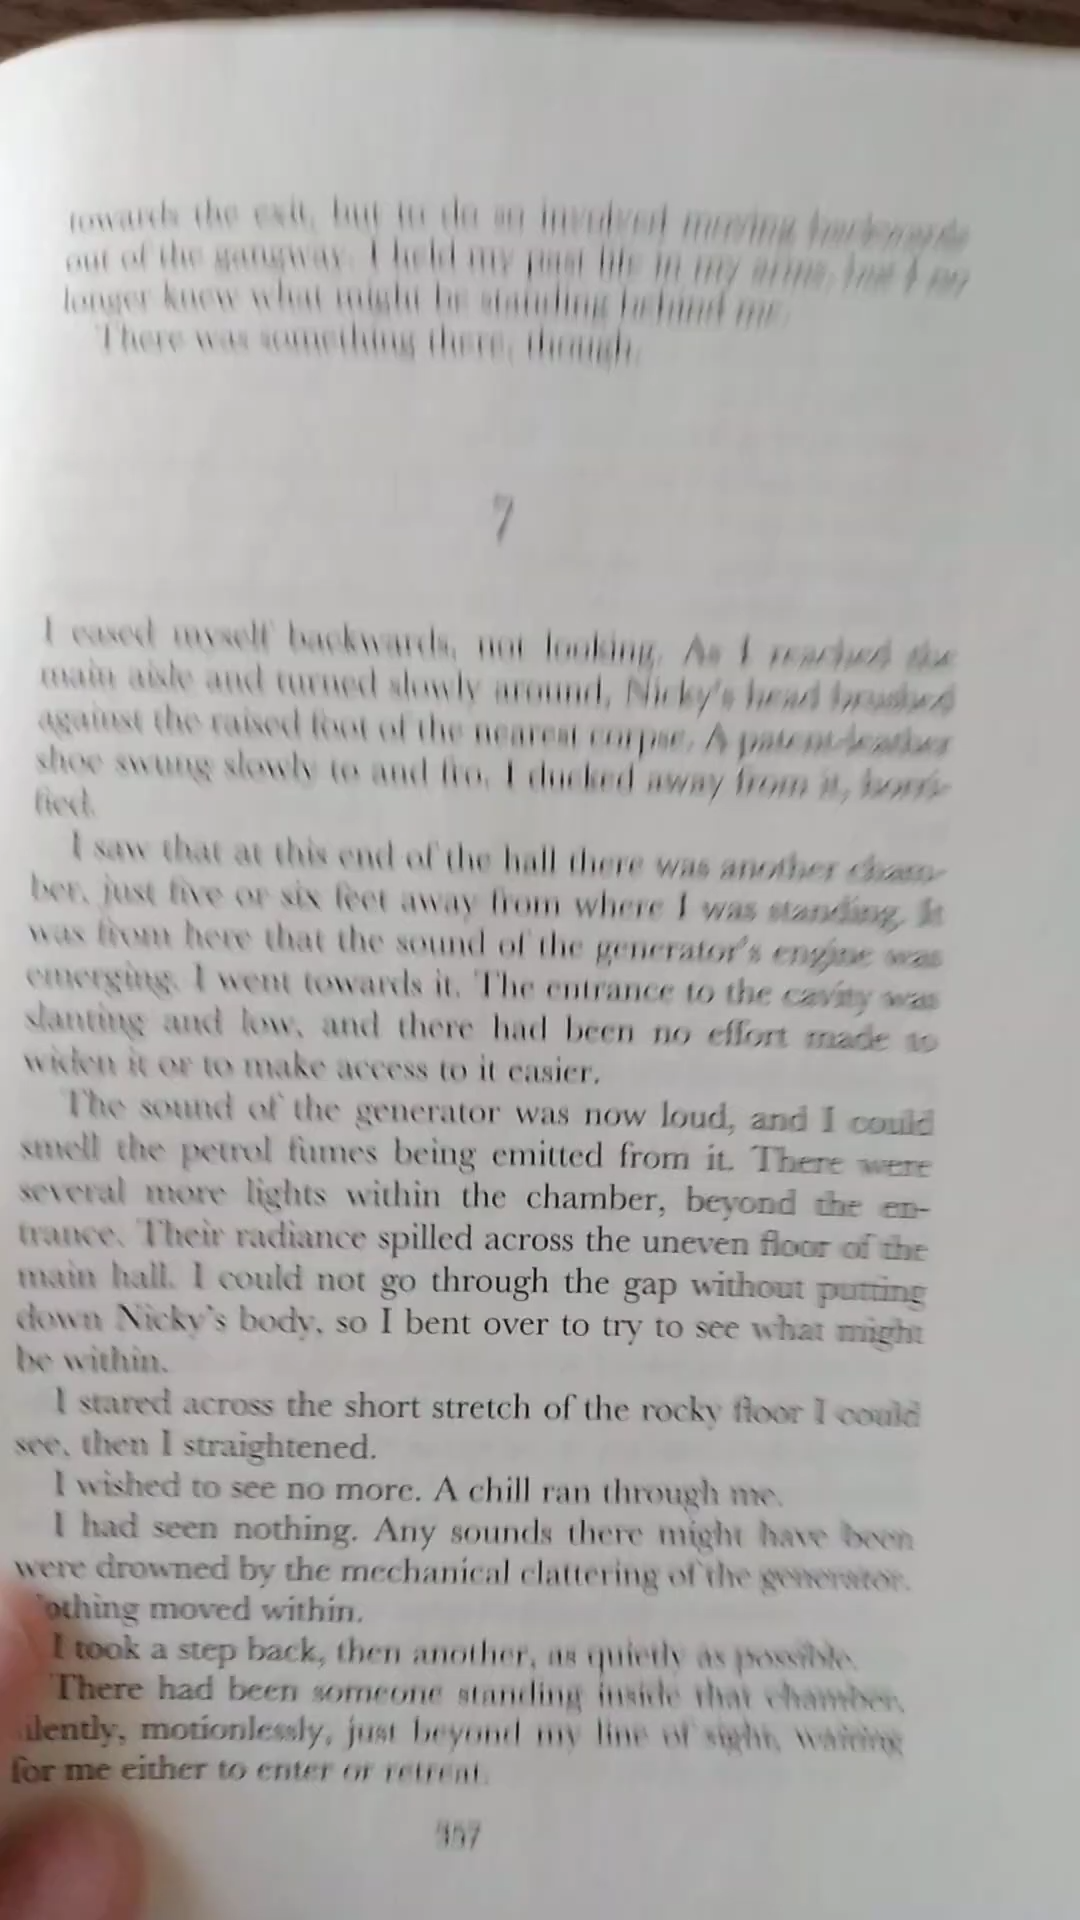 towards the exit, but to do so involved moving backwards
out of the gangway. I held my past life in my arms, but I no
longer knew what might be standing behind me.
There was something there, though.
7
I eased myself backwards, not looking. As I reached the
main aisle and turned slowly around, Nicky's head brushed
against the raised foot of the nearest corpse. A patent-leather
shoe swung slowly to and fro. I ducked away from it, horri-
fied.
I saw that at this end of the hall there was another cham-
ber, just five or six feet away from where I was standing. It
was from here that the sound of the generator's engine was
emerging. I went towards it. The entrance to the cavity was
slanting and low, and there had been no effort made to
widen it or to make access to it easier.
The sound of the generator was now loud, and I could
smell the petrol fumes being emitted from it. There were
several more lights within the chamber, beyond the en-
trance. Their radiance spilled across the uneven floor of the
main hall. I could not go through the gap without putting
down Nicky's body, so I bent over to try to see what might
be within.
I stared across the short stretch of the rocky floor I could
see, then I straightened.
I wished to see no more. A chill ran through me.
I had seen nothing. Any sounds there might have been
were drowned by the mechanical clattering of the generator.
othing moved within.
I took a step back, then another, as quietly as possible.
There had been someone standing inside that chamber,
ilently, motionlessly, just beyond my line of sight, waiting
for me either to enter or retreat.
357